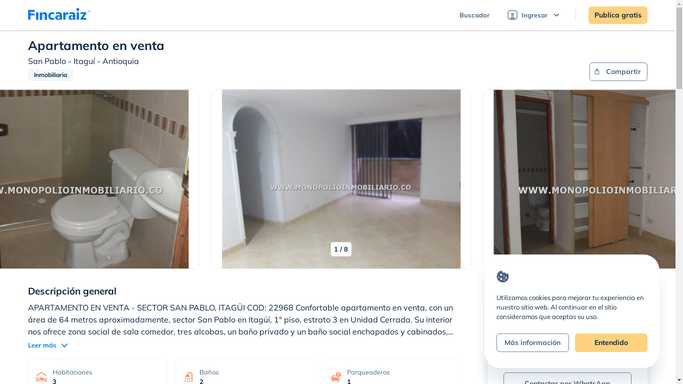 Fincaraiz
Buscador
Ingresar
Publica gratis
Apartamento en venta
San Pablo - Itaguí - Antioquia
Inmobiliaria
Compartir
WWW.MONOPOLIOINMOBILIARIO.CO
WWW.MONOPOLIOINMOBILIARIO.CO
WWW.MONOPOLIOINMOBILIAR
1 / 8
Descripción general
APARTAMENTO EN VENTA - SECTOR SAN PABLO, ITAGÜI COD: 22968 Confortable apartamento en venta, con un
área de 64 metros aproximadamente, sector San Pablo en Itagüí, 1° piso, estrato 3 en Unidad Cerrada. Su interior
nos ofrece zona social de sala comedor, tres alcobas, un baño privado y un baño social enchapados y cabinados,...
Leer más
Habitaciones
3
Baños
2
Parqueaderos
1
Utilizamos cookies para mejorar tu experiencia en
nuestro sitio web. Al continuar en el sitio
consideramos que aceptas su uso.
Más información
Entendido
Contactar por WhatsApp